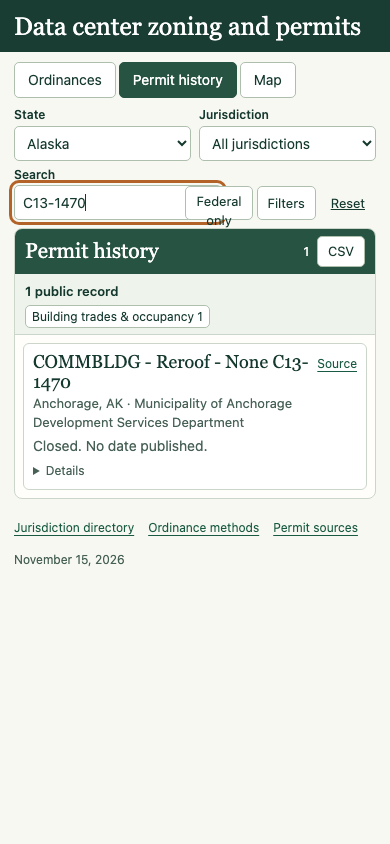 Data center zoning and permits
Ordinances
Permit history
Map
State
Jurisdiction
Alaska
All jurisdictions
Search
C13-1470
Federal
only
Filters
Reset
Permit history
1
CSV
1 public record
Building trades & occupancy 1
COMMBLDG - Reroof - None C13-
1470
Source
Anchorage, AK · Municipality of Anchorage
Development Services Department
Closed. No date published.
Details
Jurisdiction directory
Ordinance methods
Permit sources
November 15, 2026